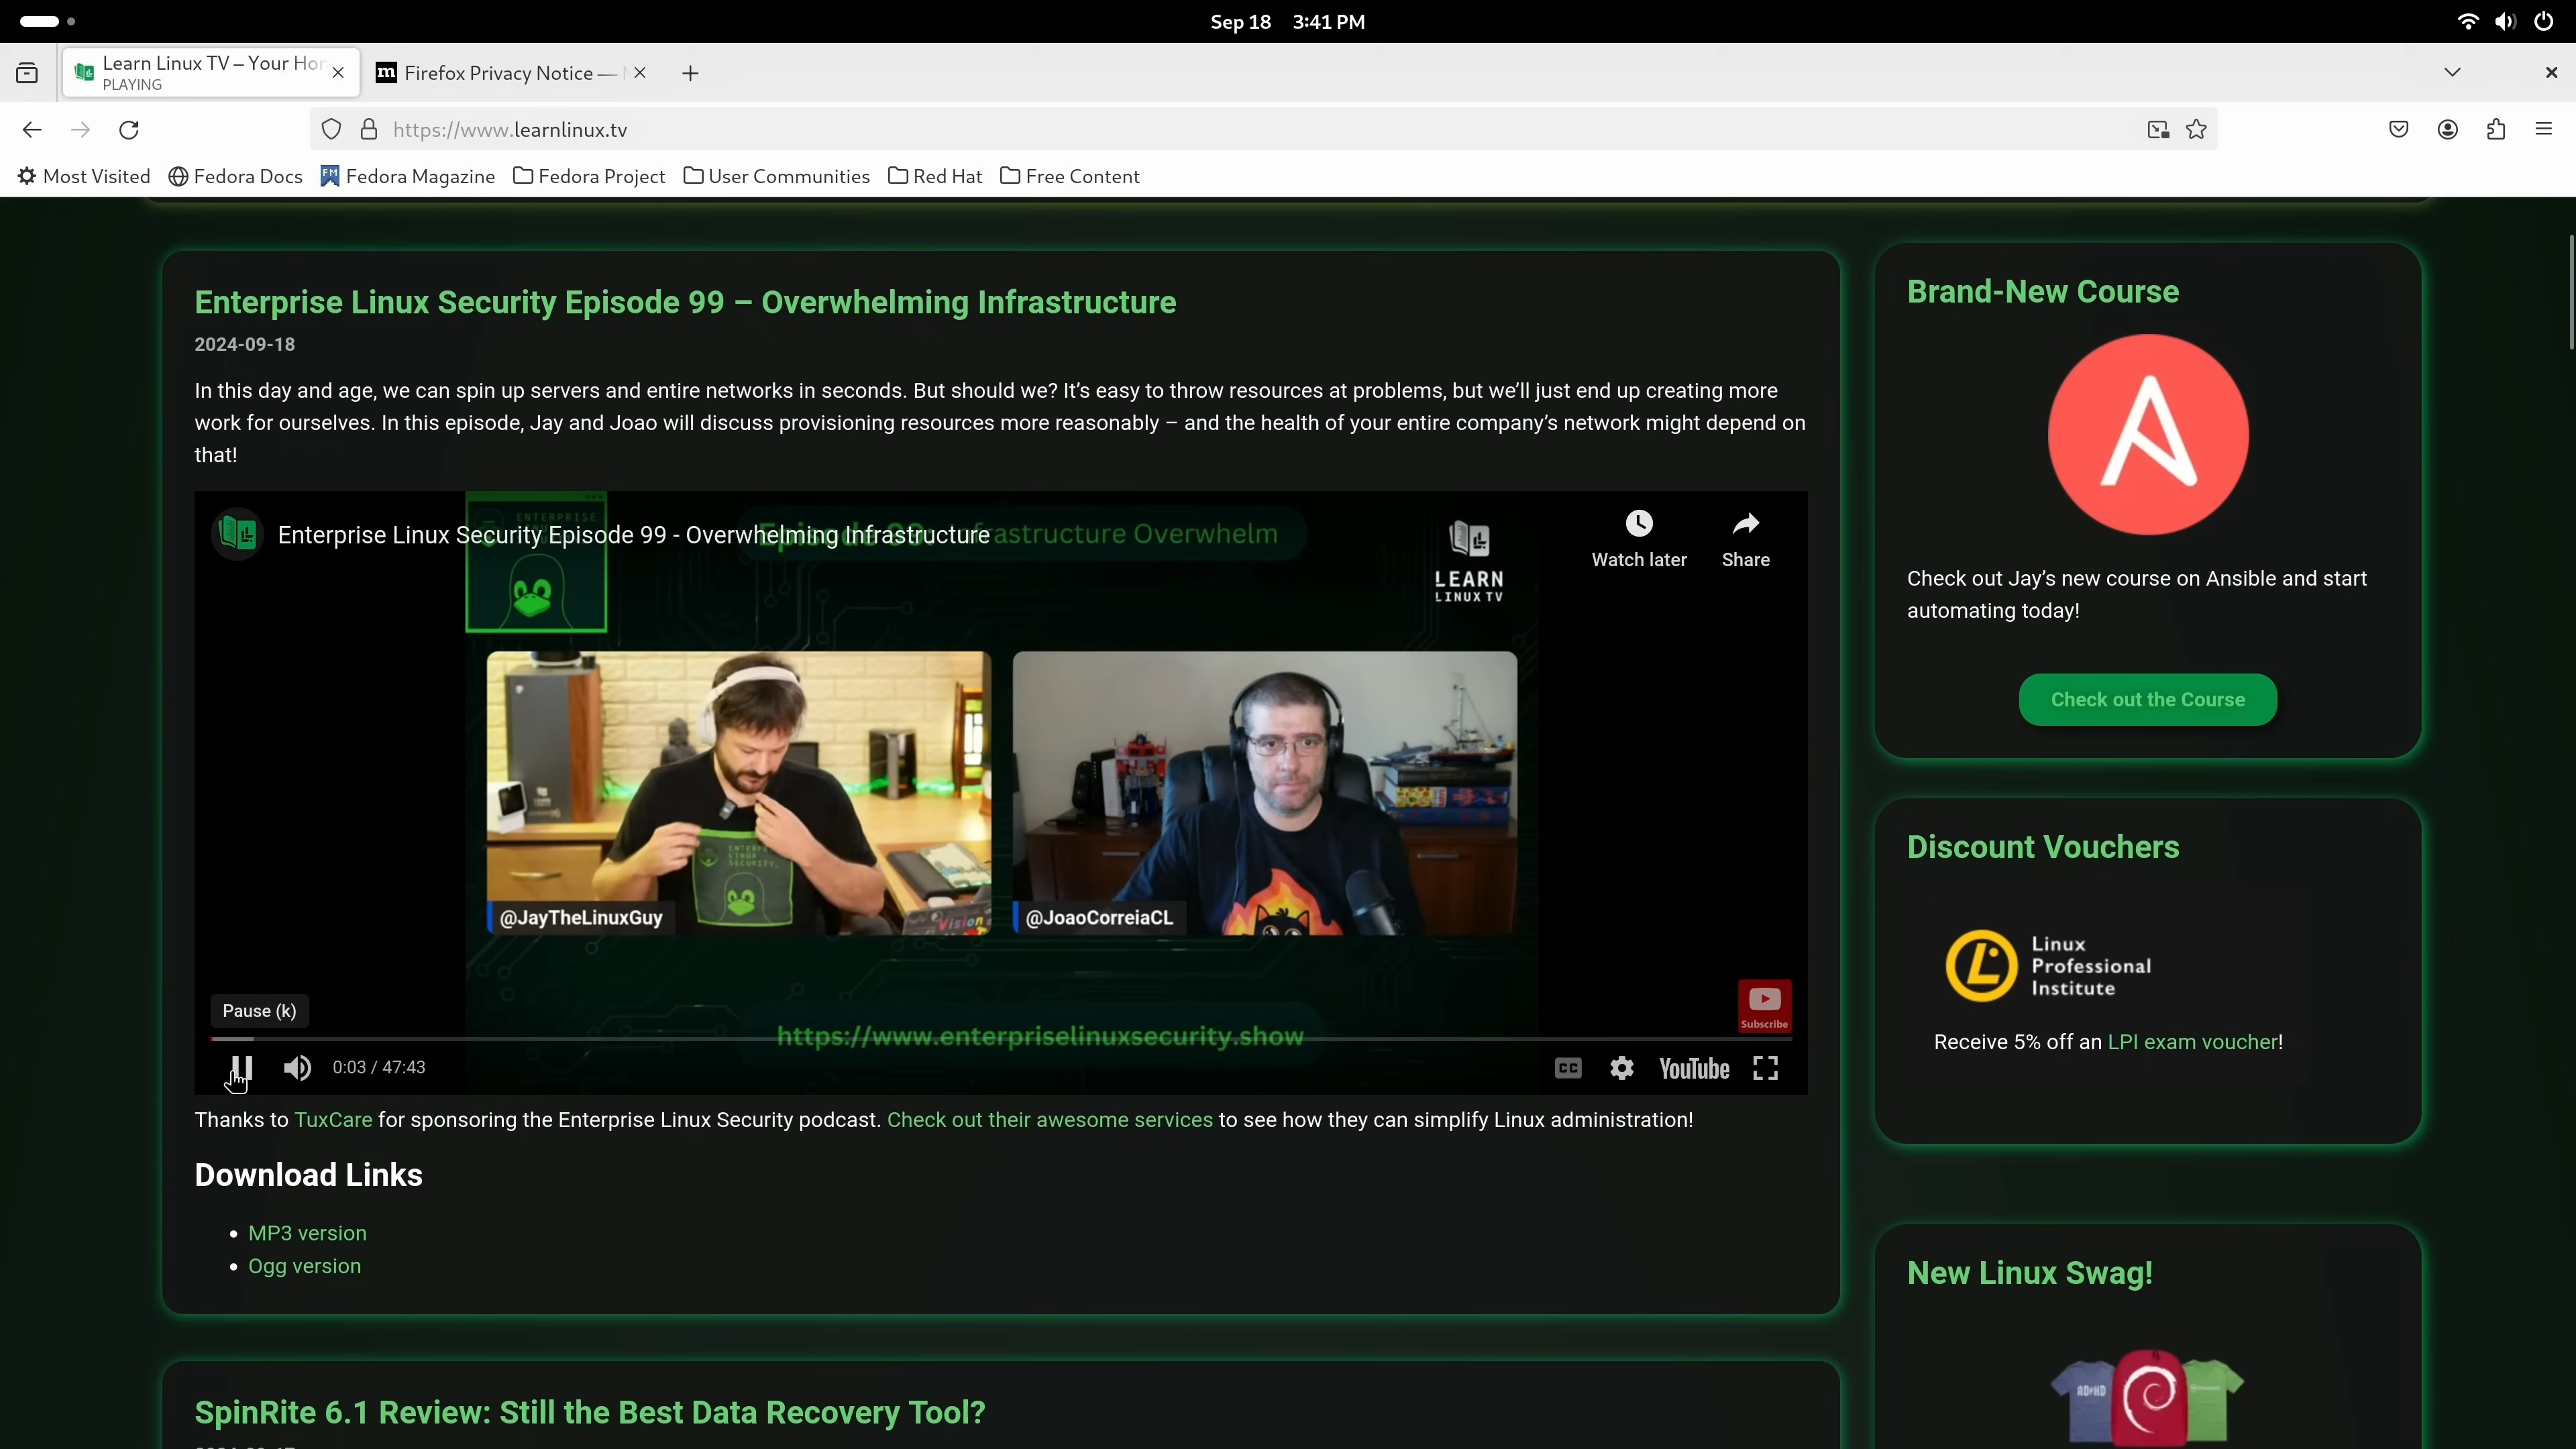 Sep 18 3:41 PM
Learn Linux TV – Your Hon
PLAYING
Firefox Privacy Notice —
https://www.learnlinux.tv
Most Visited
Fedora Docs
Fedora Magazine
Fedora Project
User Communities
Red Hat
Free Content
Enterprise Linux Security Episode 99 – Overwhelming Infrastructure
2024-09-18
In this day and age, we can spin up servers and entire networks in seconds. But should we? It’s easy to throw resources at problems, but we’ll just end up creating more
work for ourselves. In this episode, Jay and Joao will discuss provisioning resources more reasonably – and the health of your entire company’s network might depend on
that!
Enterprise Linux Security Episode 99 - Overwhelming Infrastructure
Infrastructure Overwhelm
LEARN
LINUX TV
Watch later
Share
ENTERPRISE
LINUX
SECURITY
@JayTheLinuxGuy
Vision
@JoaoCorreiaCL
Pause (k)
https://www.enterpriselinuxsecurity.show
Subscribe
0:03 / 47:43
CC
YouTube
Thanks to TuxCare for sponsoring the Enterprise Linux Security podcast. Check out their awesome services to see how they can simplify Linux administration!
Download Links
MP3 version
Ogg version
SpinRite 6.1 Review: Still the Best Data Recovery Tool?
Brand-New Course
Check out Jay’s new course on Ansible and start
automating today!
Check out the Course
Discount Vouchers
Linux
Professional
Institute
Receive 5% off an LPI exam voucher!
New Linux Swag!